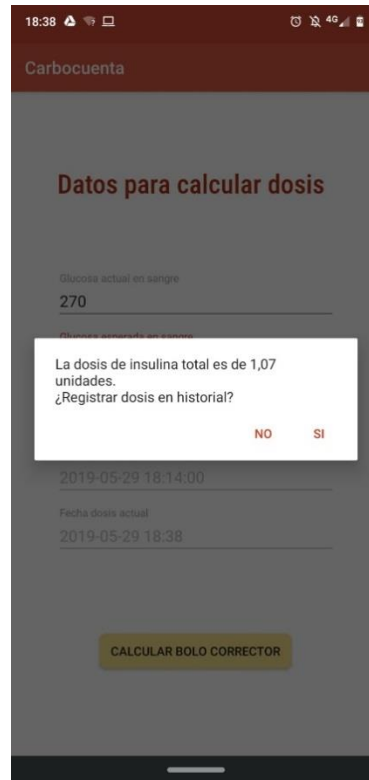 18:38
4G
Carbocuenta
Datos para calcular dosis
Glucosa actual en sangre
270
Glucosa esperada en sangre
La dosis de insulina total es de 1,07
unidades.
¿Registrar dosis en historial?
NO SI
2019-05-29 18:14:00
Fecha dosis actual
2019-05-29 18:38
CALCULAR BOLO CORRECTOR